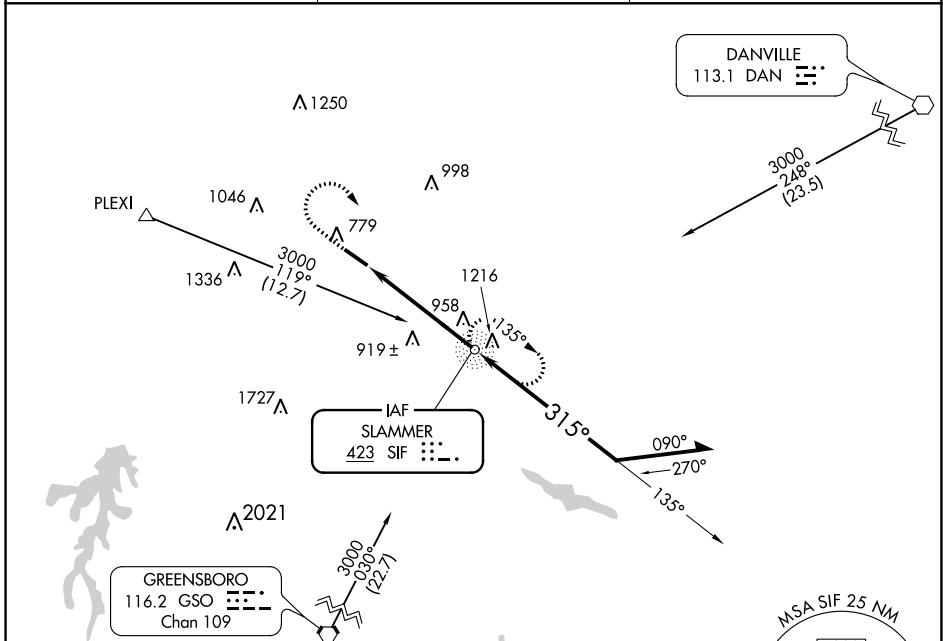 DANVILLE
113.1 DAN
1250
3000
248°
(23.5)
998
1046
PLEXI
779
3000
119°
(12.7)
1336
1216
958
135°
919 ±
1727
IAF
SLAMMER
423 SIF
315°
090°
270°
135°
2021
3000
030°
(22.7)
GREENSBORO
116.2 GSO
Chan 109
MSA SIF 25 NM